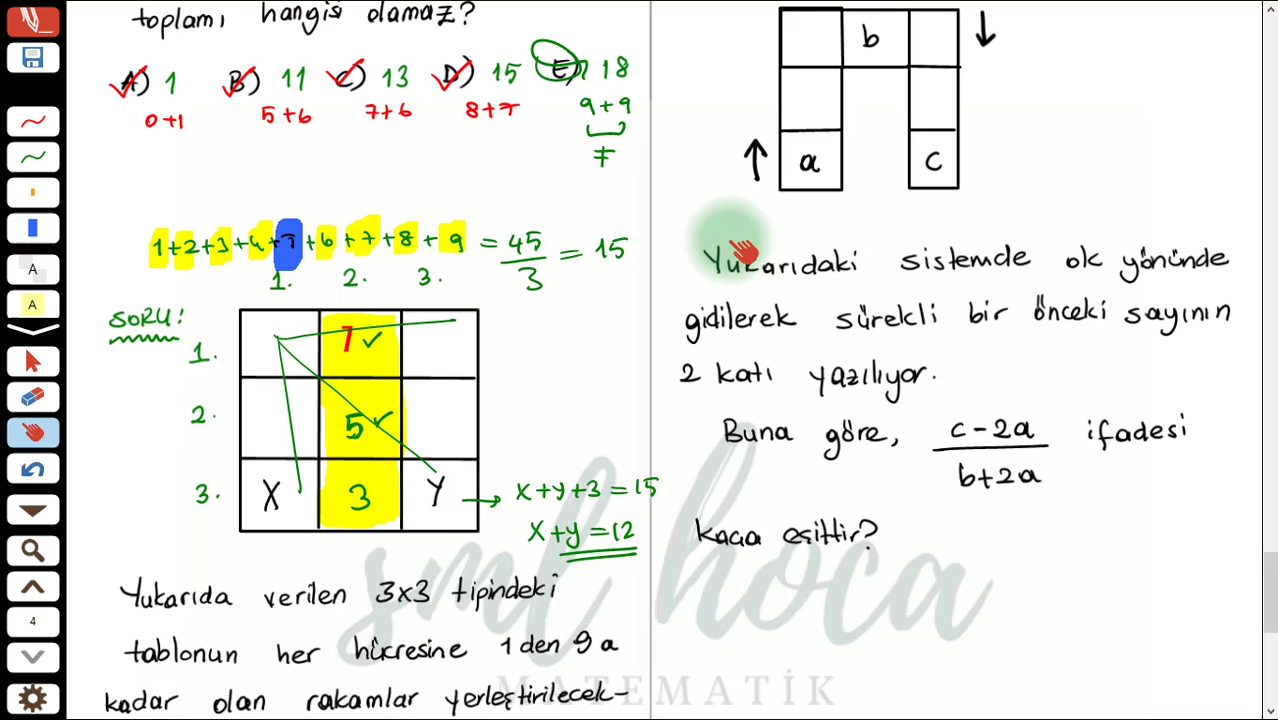 toplamı hangisi olamaz?
A) 1 B) 11 C) 13 D) 15 E) 18
0+1 5+6 7+6 8+7 9+9
≠
1+2+3+4+5+6+7+8+9 = 45/3 = 15
1. 2. 3.
SORU:
1. 7 ✓
2. 5 ✓
3. X 3 Y → X+y+3=15
X+y=12
Yukarıda verilen 3x3 tipindeki
tablonun her hücresine 1 den 9 a
kadar olan rakamlar yerleştirilecek-
b ↓
↑ a c
Yukarıdaki sistemde ok yönünde
gidilerek sürekli bir önceki sayının
2 katı yazılıyor.
Buna göre, c-2a / b+2a ifadesi
kaça eşittir?
sml hoca
MATEMATİK
A
A
4